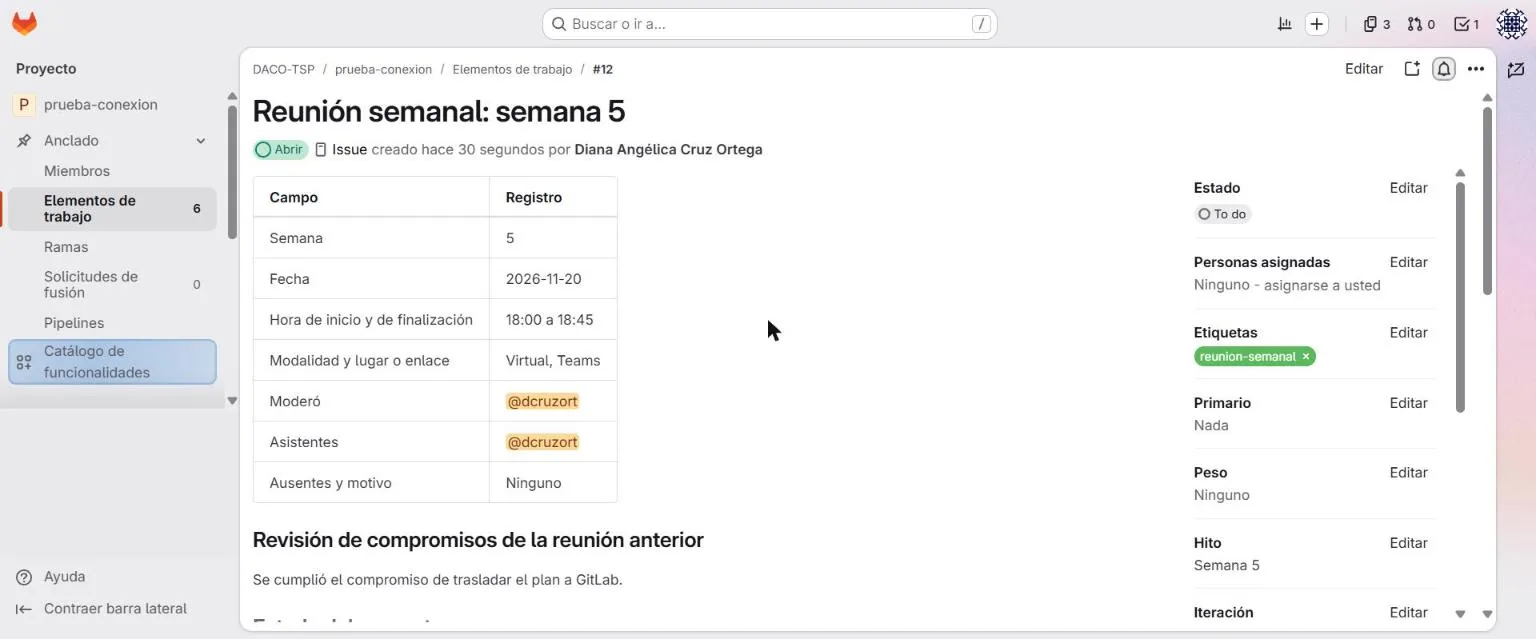 Buscar o ir a...
/
3
0
1
Proyecto
P prueba-conexion
Anclado
Miembros
Elementos de
trabajo
6
Ramas
Solicitudes de
fusión
0
Pipelines
Catálogo de
funcionalidades
Ayuda
Contraer barra lateral
DACO-TSP / prueba-conexion / Elementos de trabajo / #12
Editar
Reunión semanal: semana 5
Abrir Issue creado hace 30 segundos por Diana Angélica Cruz Ortega
Campo Registro
Semana 5
Fecha 2026-11-20
Hora de inicio y de finalización 18:00 a 18:45
Modalidad y lugar o enlace Virtual, Teams
Moderó @dcruzort
Asistentes @dcruzort
Ausentes y motivo Ninguno
Revisión de compromisos de la reunión anterior
Se cumplió el compromiso de trasladar el plan a GitLab.
Estado Editar
To do
Personas asignadas Editar
Ninguno - asignarse a usted
Etiquetas Editar
reunion-semanal ×
Primario Editar
Nada
Peso Editar
Ninguno
Hito Editar
Semana 5
Iteración Editar